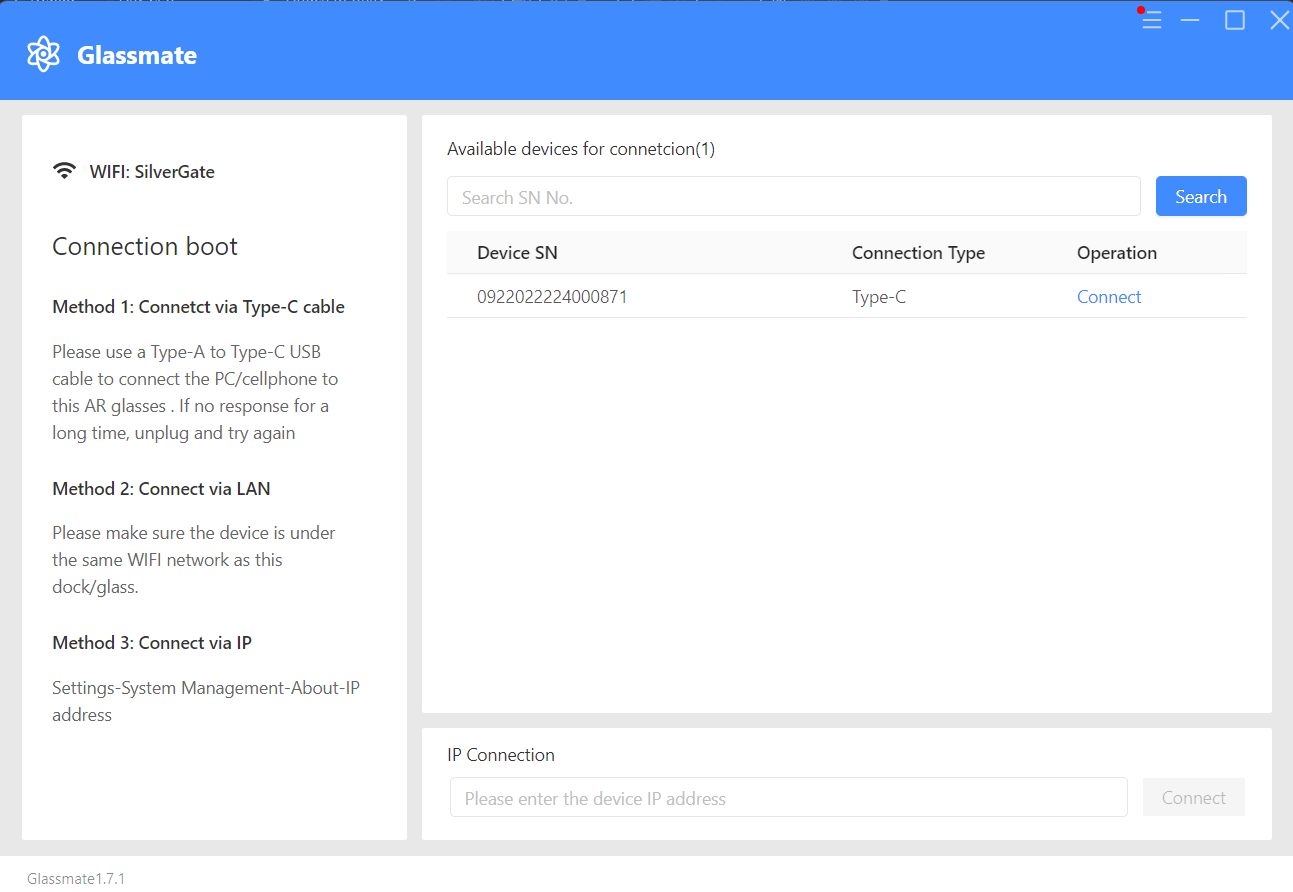 Glassmate
WIFI: SilverGate
Connection boot
Method 1: Connetct via Type-C cable
Please use a Type-A to Type-C USB
cable to connect the PC/cellphone to
this AR glasses . If no response for a
long time, unplug and try again
Method 2: Connect via LAN
Please make sure the device is under
the same WIFI network as this
dock/glass.
Method 3: Connect via IP
Settings-System Management-About-IP
address
Available devices for connetcion(1)
Search SN No.
Search
Device SN Connection Type Operation
0922022224000871 Type-C Connect
IP Connection
Please enter the device IP address
Connect
Glassmate1.7.1